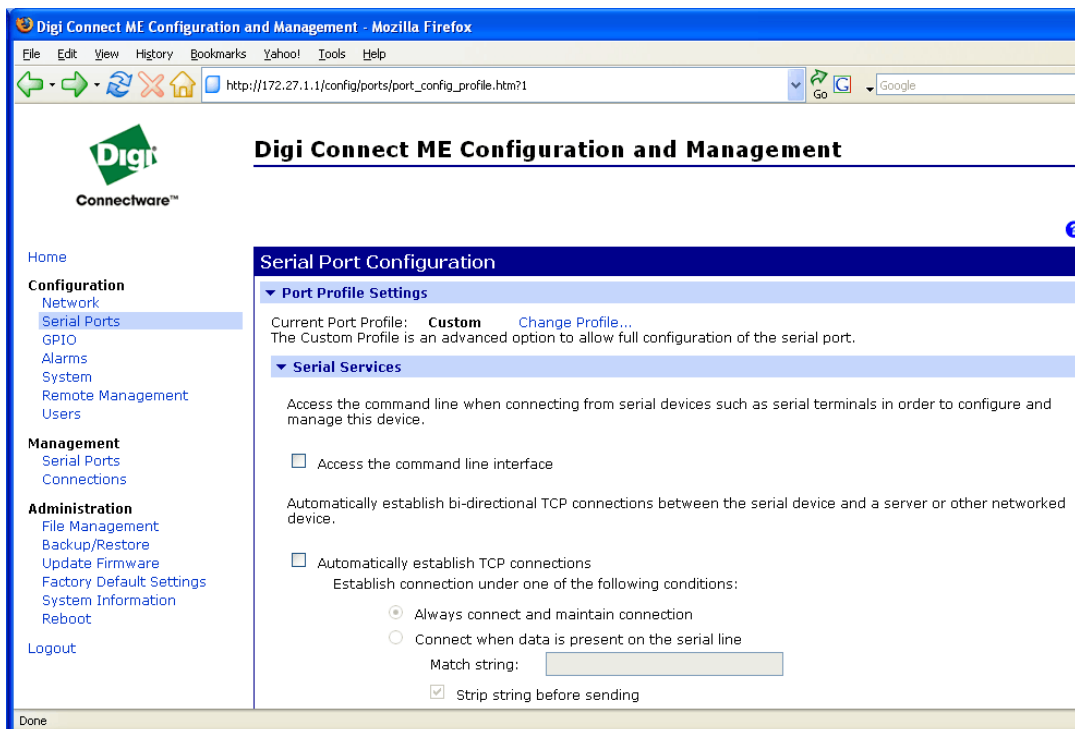 Digi Connect ME Configuration and Management - Mozilla Firefox
File Edit View History Bookmarks Yahoo! Tools Help
http://172.27.1.1/config/ports/port_config_profile.htm?1
Go
G
Google
Digi
Connectware™
Digi Connect ME Configuration and Management
Home
Configuration
Network
Serial Ports
GPIO
Alarms
System
Remote Management
Users
Management
Serial Ports
Connections
Administration
File Management
Backup/Restore
Update Firmware
Factory Default Settings
System Information
Reboot
Logout
Serial Port Configuration
Port Profile Settings
Current Port Profile: Custom Change Profile...
The Custom Profile is an advanced option to allow full configuration of the serial port.
Serial Services
Access the command line when connecting from serial devices such as serial terminals in order to configure and
manage this device.
Access the command line interface
Automatically establish bi-directional TCP connections between the serial device and a server or other networked
device.
Automatically establish TCP connections
Establish connection under one of the following conditions:
Always connect and maintain connection
Connect when data is present on the serial line
Match string:
Strip string before sending
Done